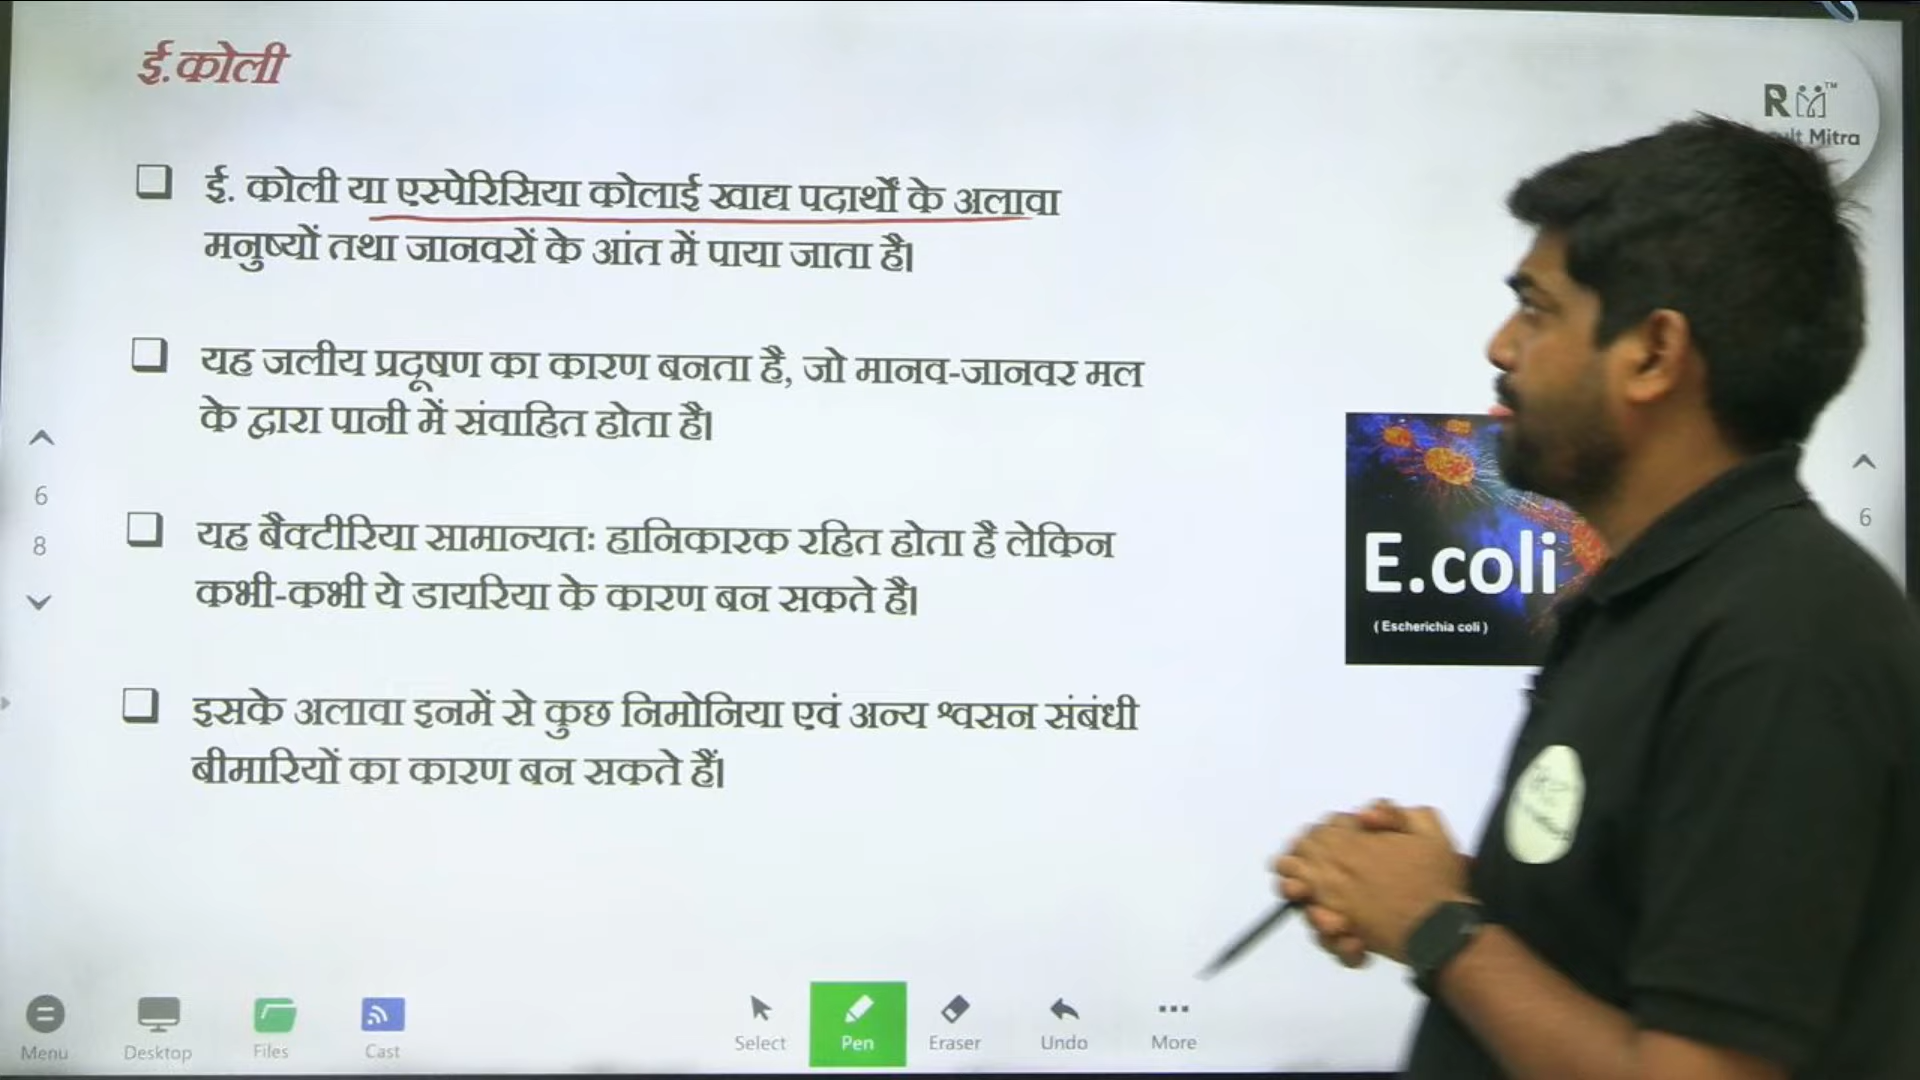 ई.कोली
R TM
Mitra
ई. कोली या एस्पेरिसिया कोलाई खाद्य पदार्थों के अलावा
मनुष्यों तथा जानवरों के आंत में पाया जाता है।
यह जलीय प्रदूषण का कारण बनता है, जो मानव-जानवर मल
के द्वारा पानी में संवाहित होता है।
6
8
यह बैक्टीरिया सामान्यतः हानिकारक रहित होता है लेकिन
कभी-कभी ये डायरिया के कारण बन सकते है।
E.coli
( Escherichia coli )
6
इसके अलावा इनमें से कुछ निमोनिया एवं अन्य श्वसन संबंधी
बीमारियों का कारण बन सकते हैं।
Menu Desktop Files Cast Select Pen Eraser Undo More